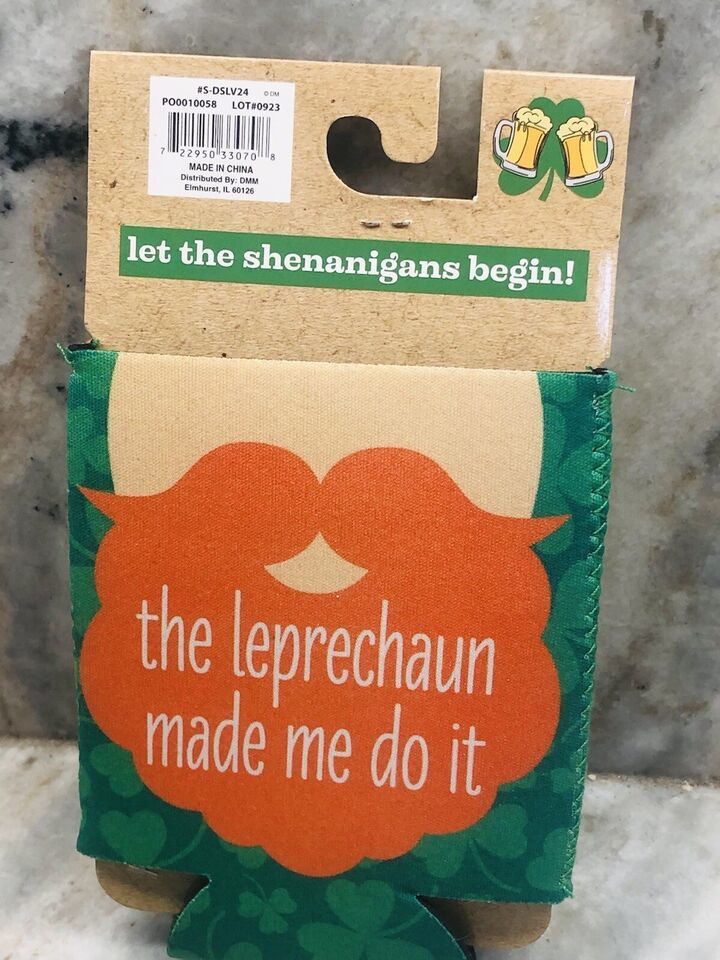 #S-DSLV24 © DM
PO0010058 LOT#0923
7 22950 33070 8
MADE IN CHINA
Distributed By: DMM
Elmhurst, IL 60126
let the shenanigans begin!
the leprechaun
made me do it